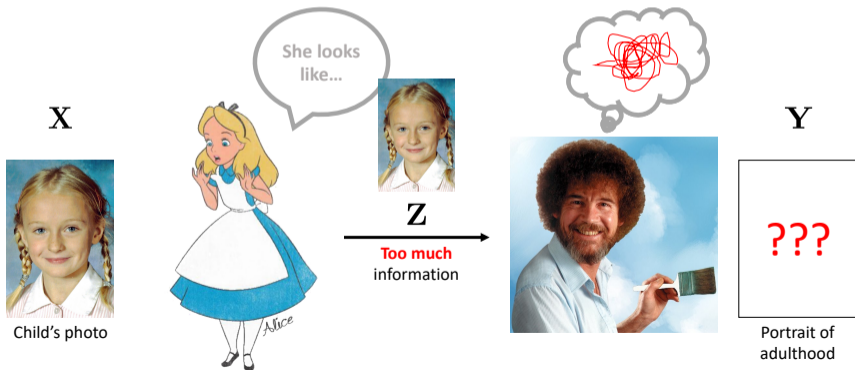 She looks
like...
X
Z
Y
Too much
information
???
Child's photo
Alice
Portrait of
adulthood